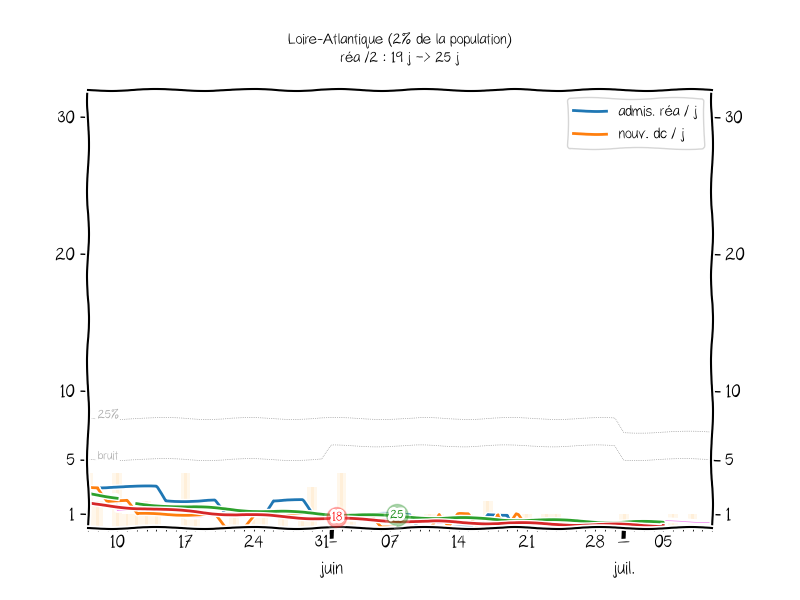 Loire-Atlantique (2% de la population)
réa /2 : 19 j -> 25 j
admis. réa / j
nouv. dc / j
30 30
20 20
10 10
25%
5 bruit 5
1 18 25 1
10 17 24 31 07 14 21 28 05
juin juil.